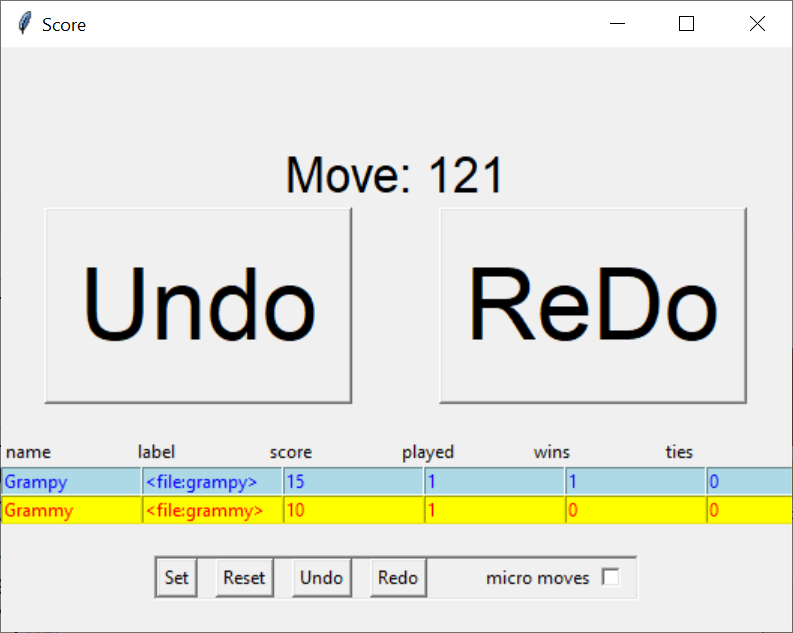 Score
Move: 121
Undo ReDo
name label score played wins ties
Grampy <file:grampy> 15 1 1 0
Grammy <file:grammy> 10 1 0 0
Set Reset Undo Redo micro moves